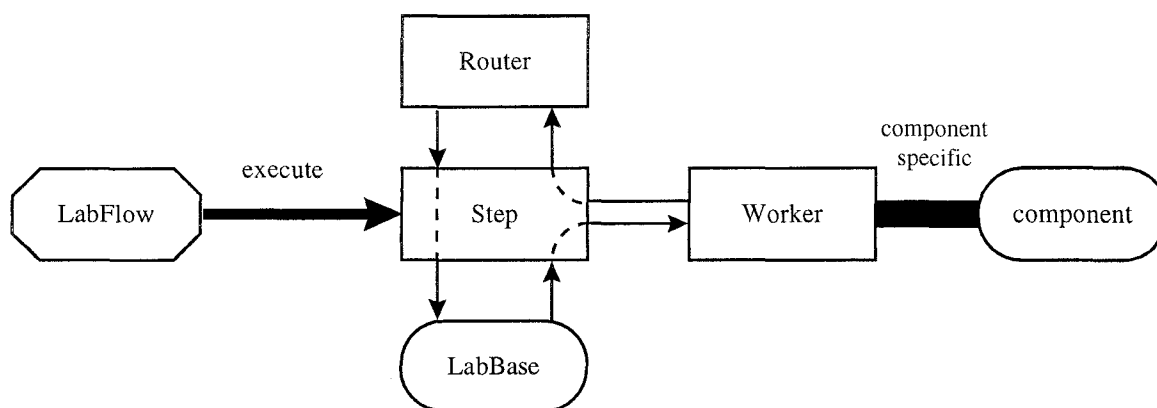 Router
component
specific
execute
LabFlow
Step
Worker
component
LabBase